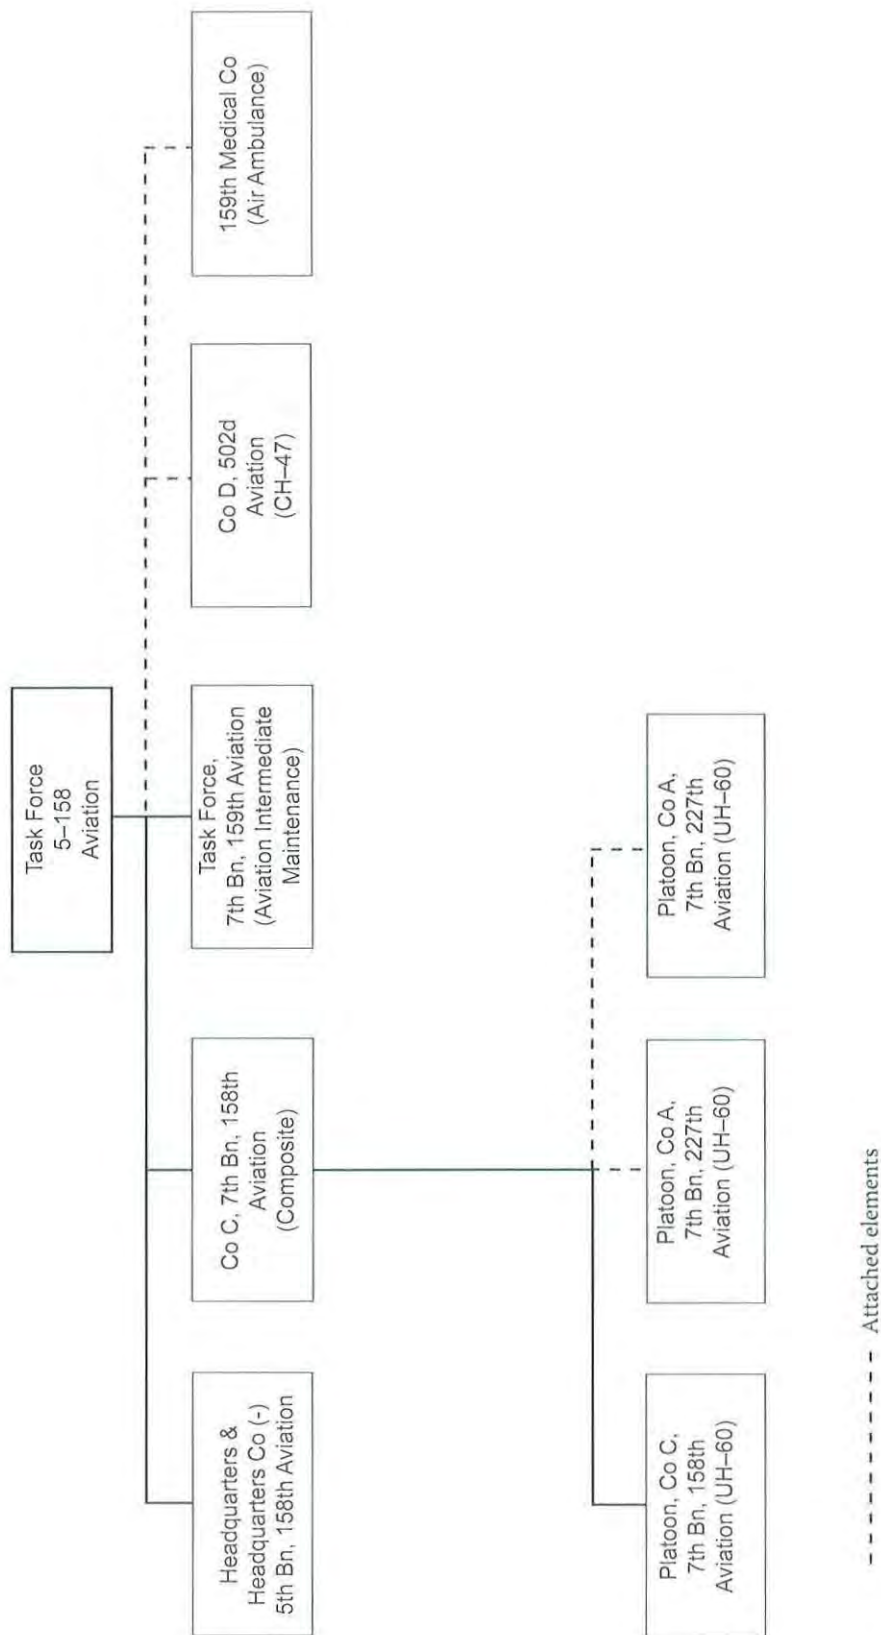 Task Force
5–158
Aviation
Headquarters &
Headquarters Co (-)
5th Bn, 158th Aviation
Co C, 7th Bn, 158th
Aviation
(Composite)
Task Force,
7th Bn, 159th Aviation
(Aviation Intermediate
Maintenance)
Co D, 502d
Aviation
(CH–47)
159th Medical Co
(Air Ambulance)
Platoon, Co C,
7th Bn, 158th
Aviation (UH–60)
Platoon, Co A,
7th Bn, 227th
Aviation (UH–60)
Platoon, Co A,
7th Bn, 227th
Aviation (UH–60)
Attached elements